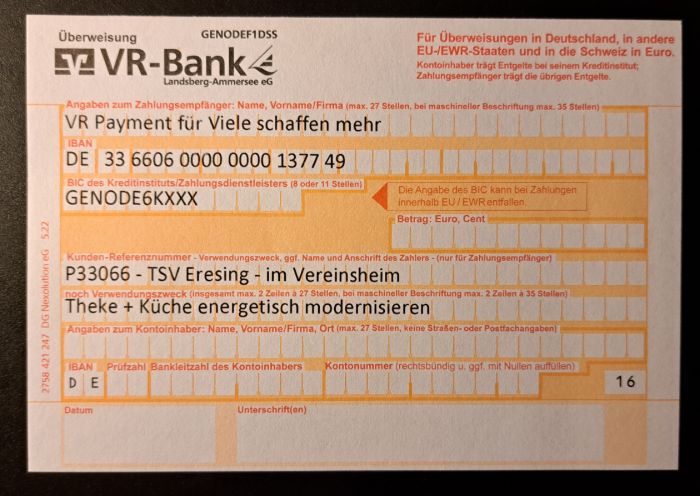 Überweisung
GENODEF1DSS
VR-Bank
Landsberg-Ammersee eG
Für Überweisungen in Deutschland, in andere
EU-/EWR-Staaten und in die Schweiz in Euro.
Kontoinhaber trägt Entgelte bei seinem Kreditinstitut;
Zahlungsempfänger trägt die übrigen Entgelte.
Angaben zum Zahlungsempfänger: Name, Vorname/Firma (max. 27 Stellen, bei maschineller Beschriftung max. 35 Stellen)
VR Payment für Viele schaffen mehr
IBAN
DE 33 6606 0000 0000 1377 49
BIC des Kreditinstituts/Zahlungsdienstleisters (8 oder 11 Stellen)
GENODE6KXXX
Die Angabe des BIC kann bei Zahlungen
innerhalb EU / EWR entfallen.
Betrag: Euro, Cent
Kunden-Referenznummer - Verwendungszweck, ggf. Name und Anschrift des Zahlers - (nur für Zahlungsempfänger)
P33066 - TSV Eresing - im Vereinsheim
noch Verwendungszweck (insgesamt max. 2 Zeilen à 27 Stellen, bei maschineller Beschriftung max. 2 Zeilen à 35 Stellen)
Theke + Küche energetisch modernisieren
Angaben zum Kontoinhaber: Name, Vorname/Firma, Ort (max. 27 Stellen, keine Straßen- oder Postfachangaben)
IBAN Prüfzahl Bankleitzahl des Kontoinhabers Kontonummer (rechtsbündig u. ggf. mit Nullen auffüllen)
D E
16
Datum
Unterschrift(en)
2758 421 247 DG Nexolution eG 5.22